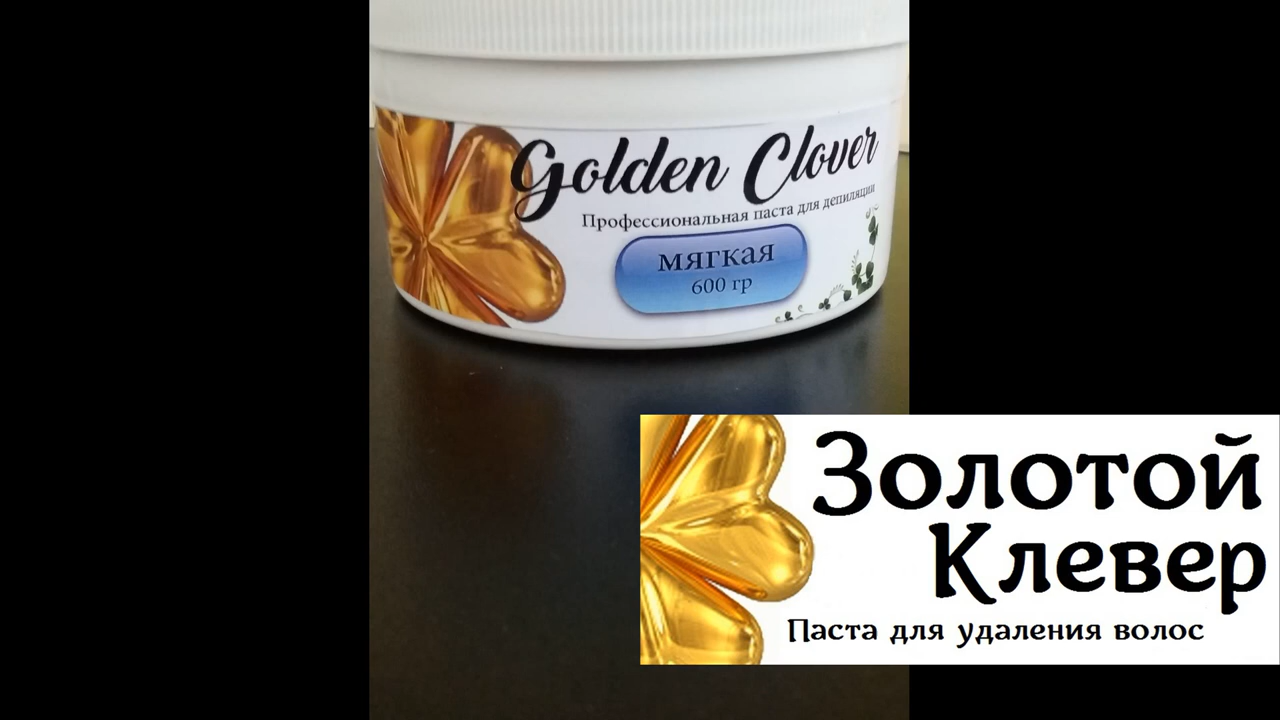 Golden Clover
Профессиональная паста для депиляции
мягкая
600 гр
Золотой
Клевер
Паста для удаления волос